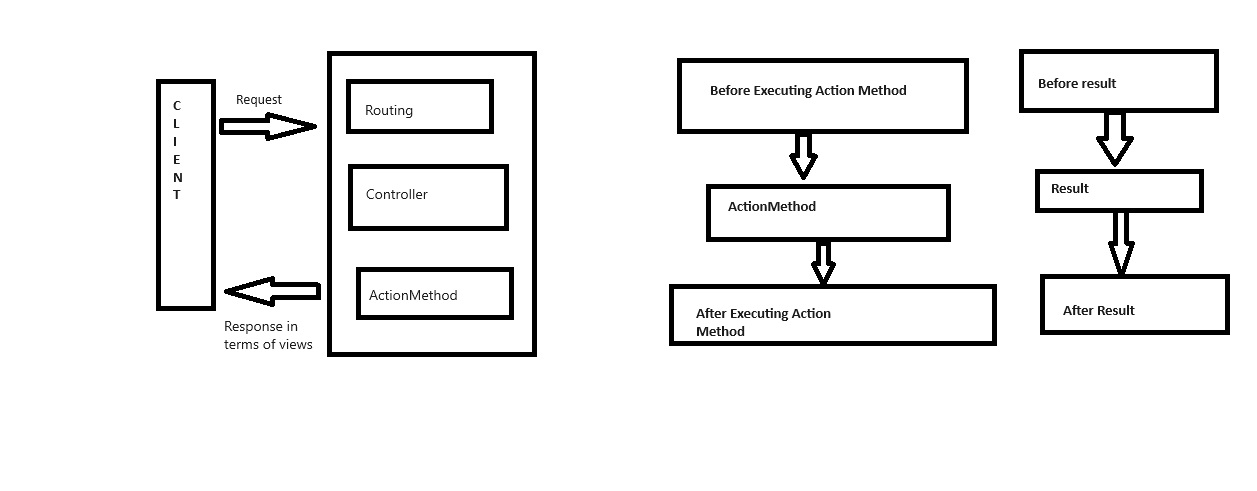 C
L
I
E
N
T
Request
Response in
terms of views
Routing
Controller
ActionMethod
Before Executing Action Method
ActionMethod
After Executing Action
Method
Before result
Result
After Result